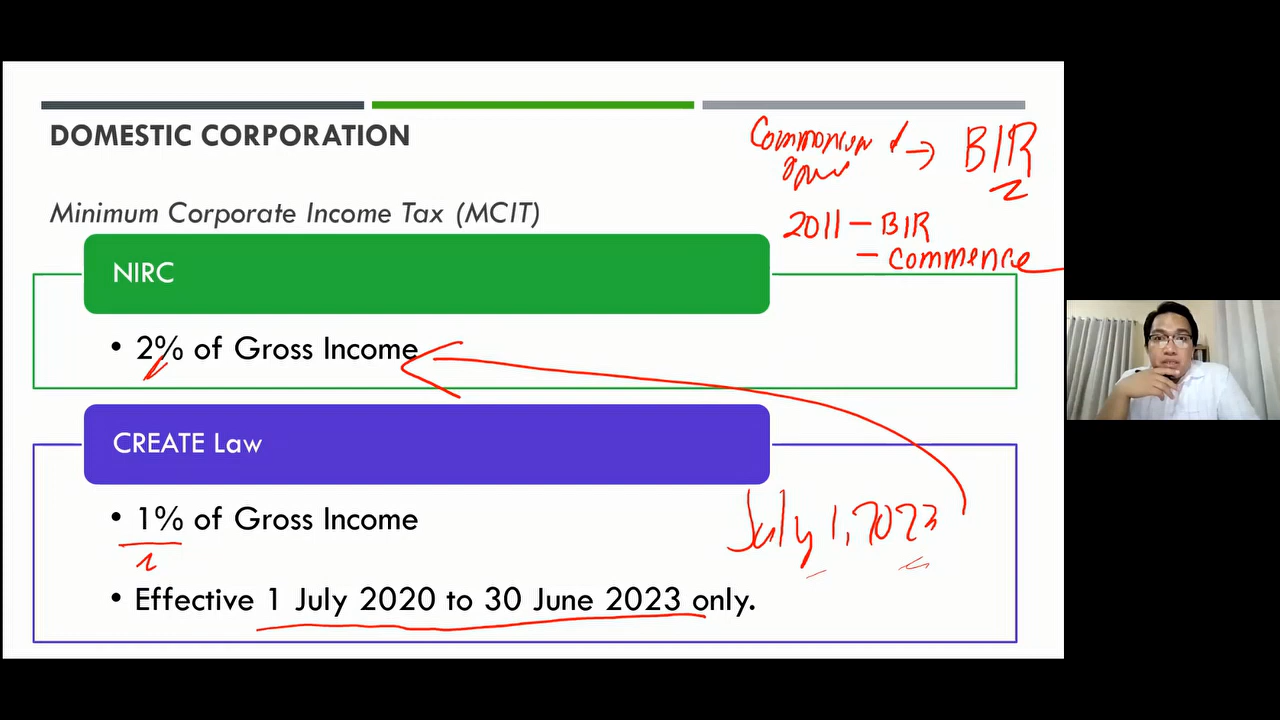 DOMESTIC CORPORATION
→ BIR
2011 - BIR
- commence
Minimum Corporate Income Tax (MCIT)
NIRC
• 2% of Gross Income
CREATE Law
• 1% of Gross Income
July 1, 2023
• Effective 1 July 2020 to 30 June 2023 only.